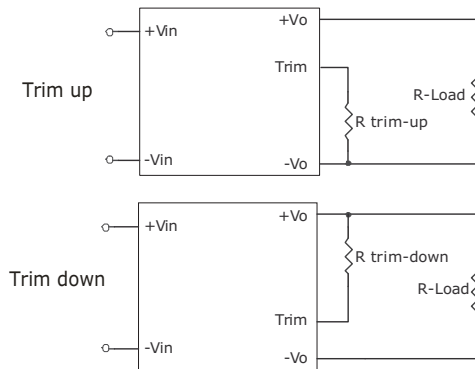 +Vo
+Vin
Trim
Trim up
R-Load
R trim-up
-Vin
-Vo
+Vo
+Vin
R trim-down
Trim down
R-Load
Trim
-Vin
-Vo